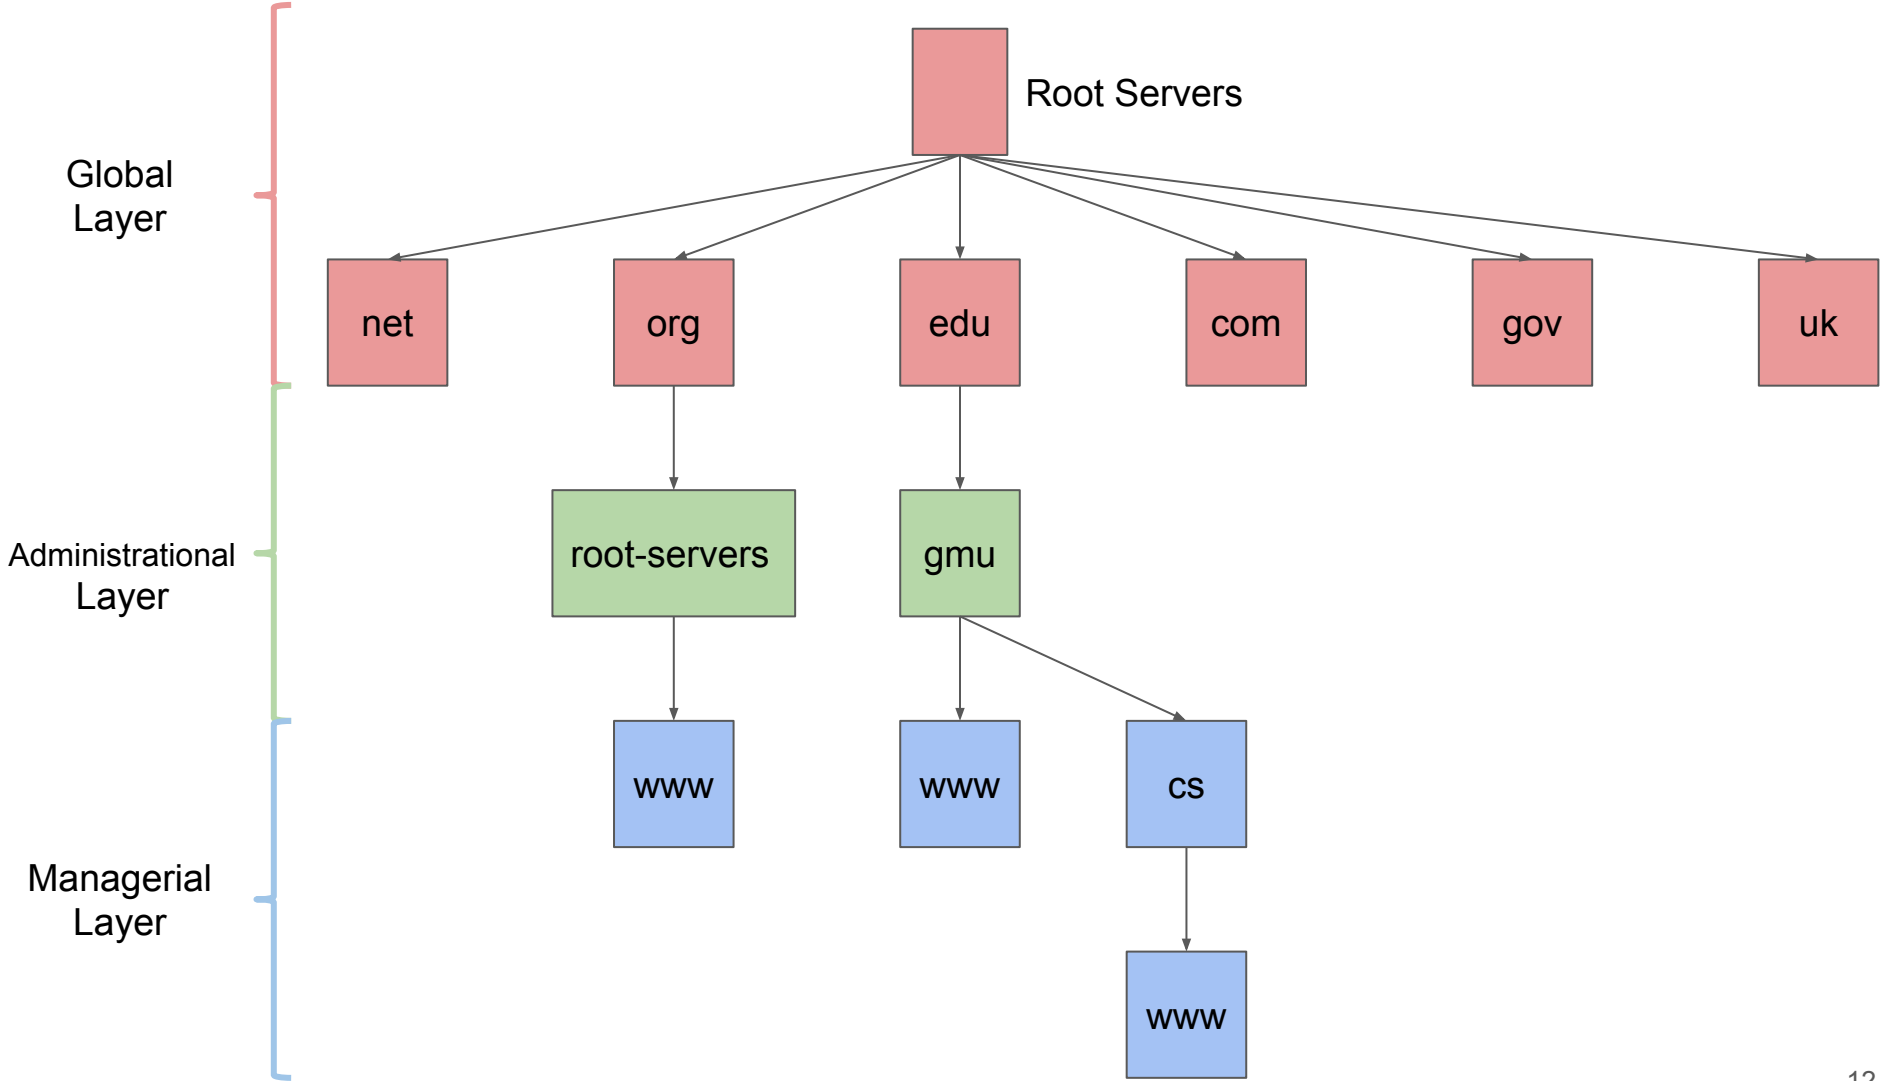 Root Servers
Global
Layer
net
org
edu
com
gov
uk
Administrational
Layer
root-servers
gmu
www
www
cs
Managerial
Layer
www
12